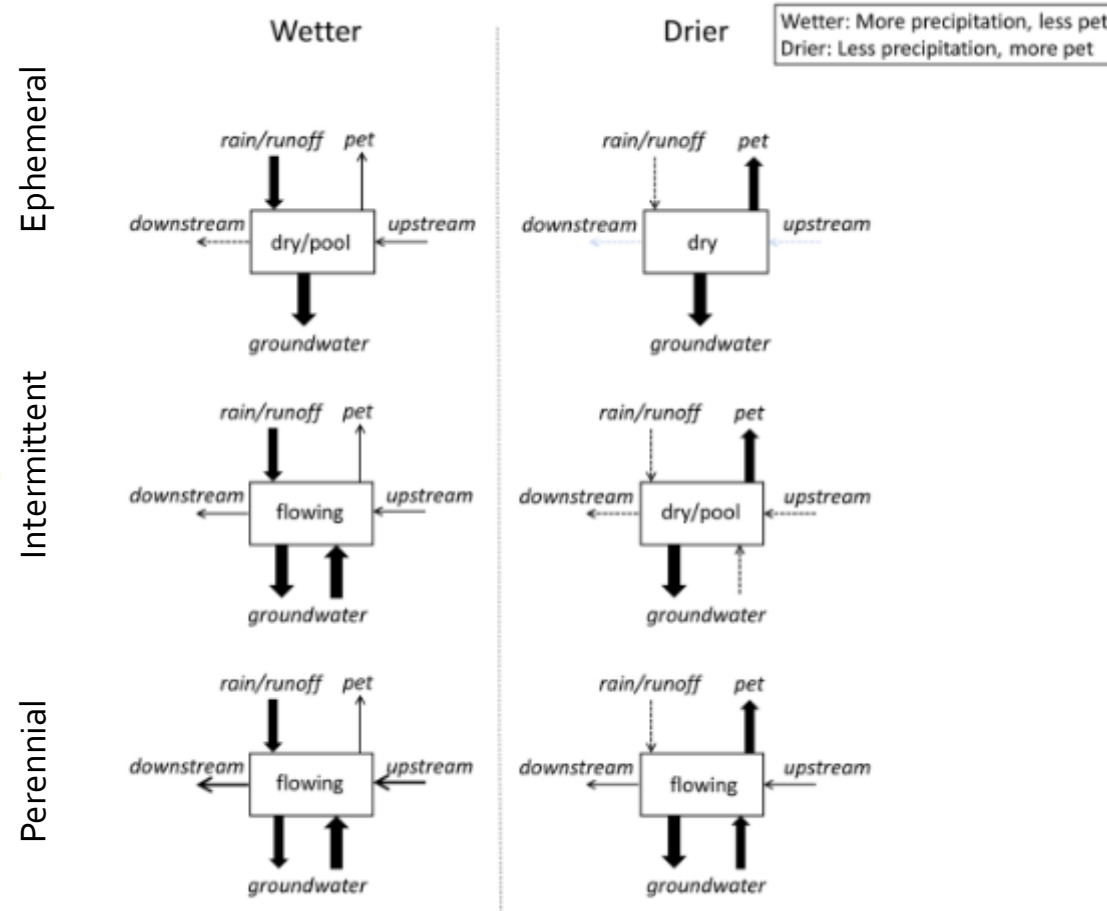 Wetter
Drier
Wetter: More precipitation, less pet
Drier: Less precipitation, more pet
Ephemeral
rain/runoff pet
downstream
upstream
dry/pool
groundwater
rain/runoff pet
downstream
upstream
dry
groundwater
Intermittent
rain/runoff pet
downstream
upstream
flowing
groundwater
rain/runoff pet
downstream
upstream
dry/pool
groundwater
Perennial
rain/runoff pet
downstream
upstream
flowing
groundwater
rain/runoff pet
downstream
upstream
flowing
groundwater